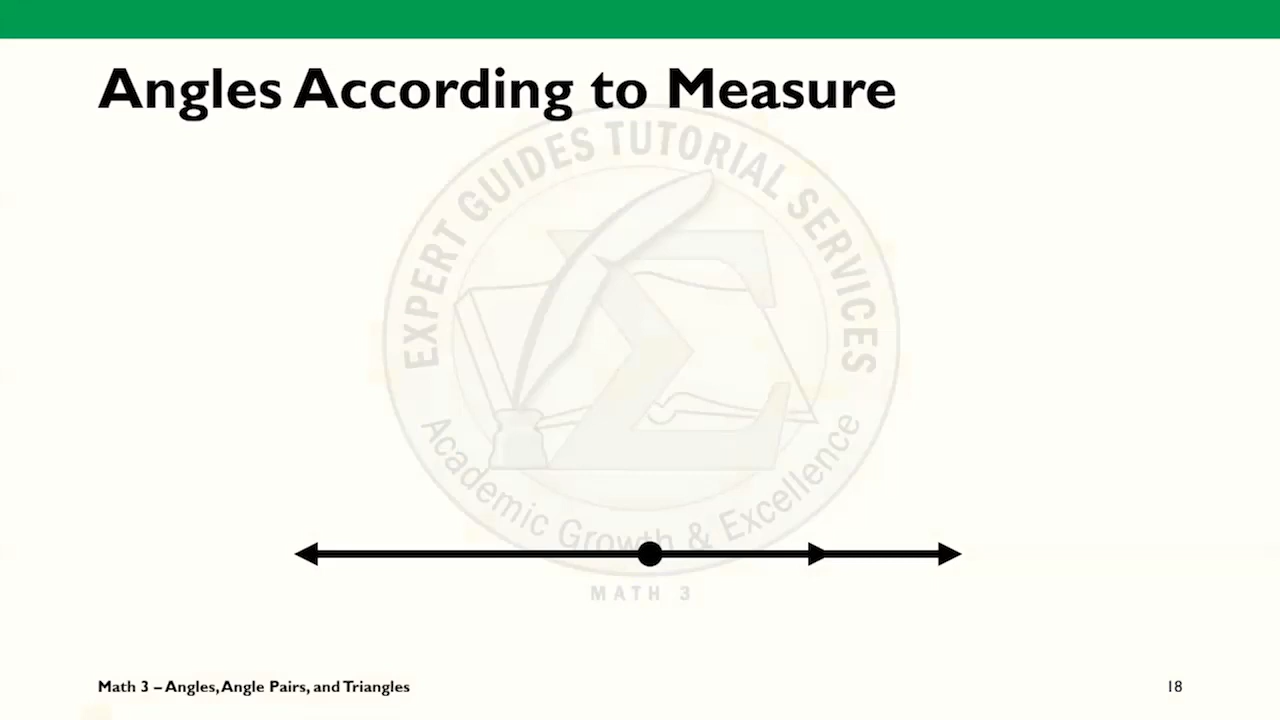 Angles According to Measure
EXPERT GUIDES TUTORIAL SERVICES
Academic Growth & Excellence
MATH 3
Math 3 – Angles, Angle Pairs, and Triangles
18